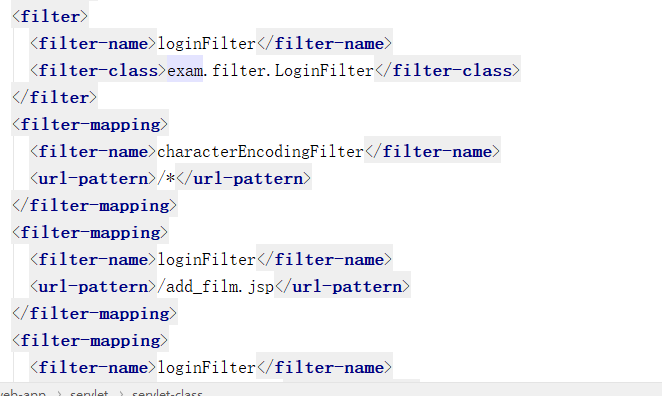 <filter>
<filter-name>loginFilter</filter-name>
<filter-class>exam.filter.LoginFilter</filter-class>
</filter>
<filter-mapping>
<filter-name>characterEncodingFilter</filter-name>
<url-pattern>/*</url-pattern>
</filter-mapping>
<filter-mapping>
<filter-name>loginFilter</filter-name>
<url-pattern>/add_film.jsp</url-pattern>
</filter-mapping>
<filter-mapping>
<filter-name>loginFilter</filter-name>
web-app › servlet › servlet-class